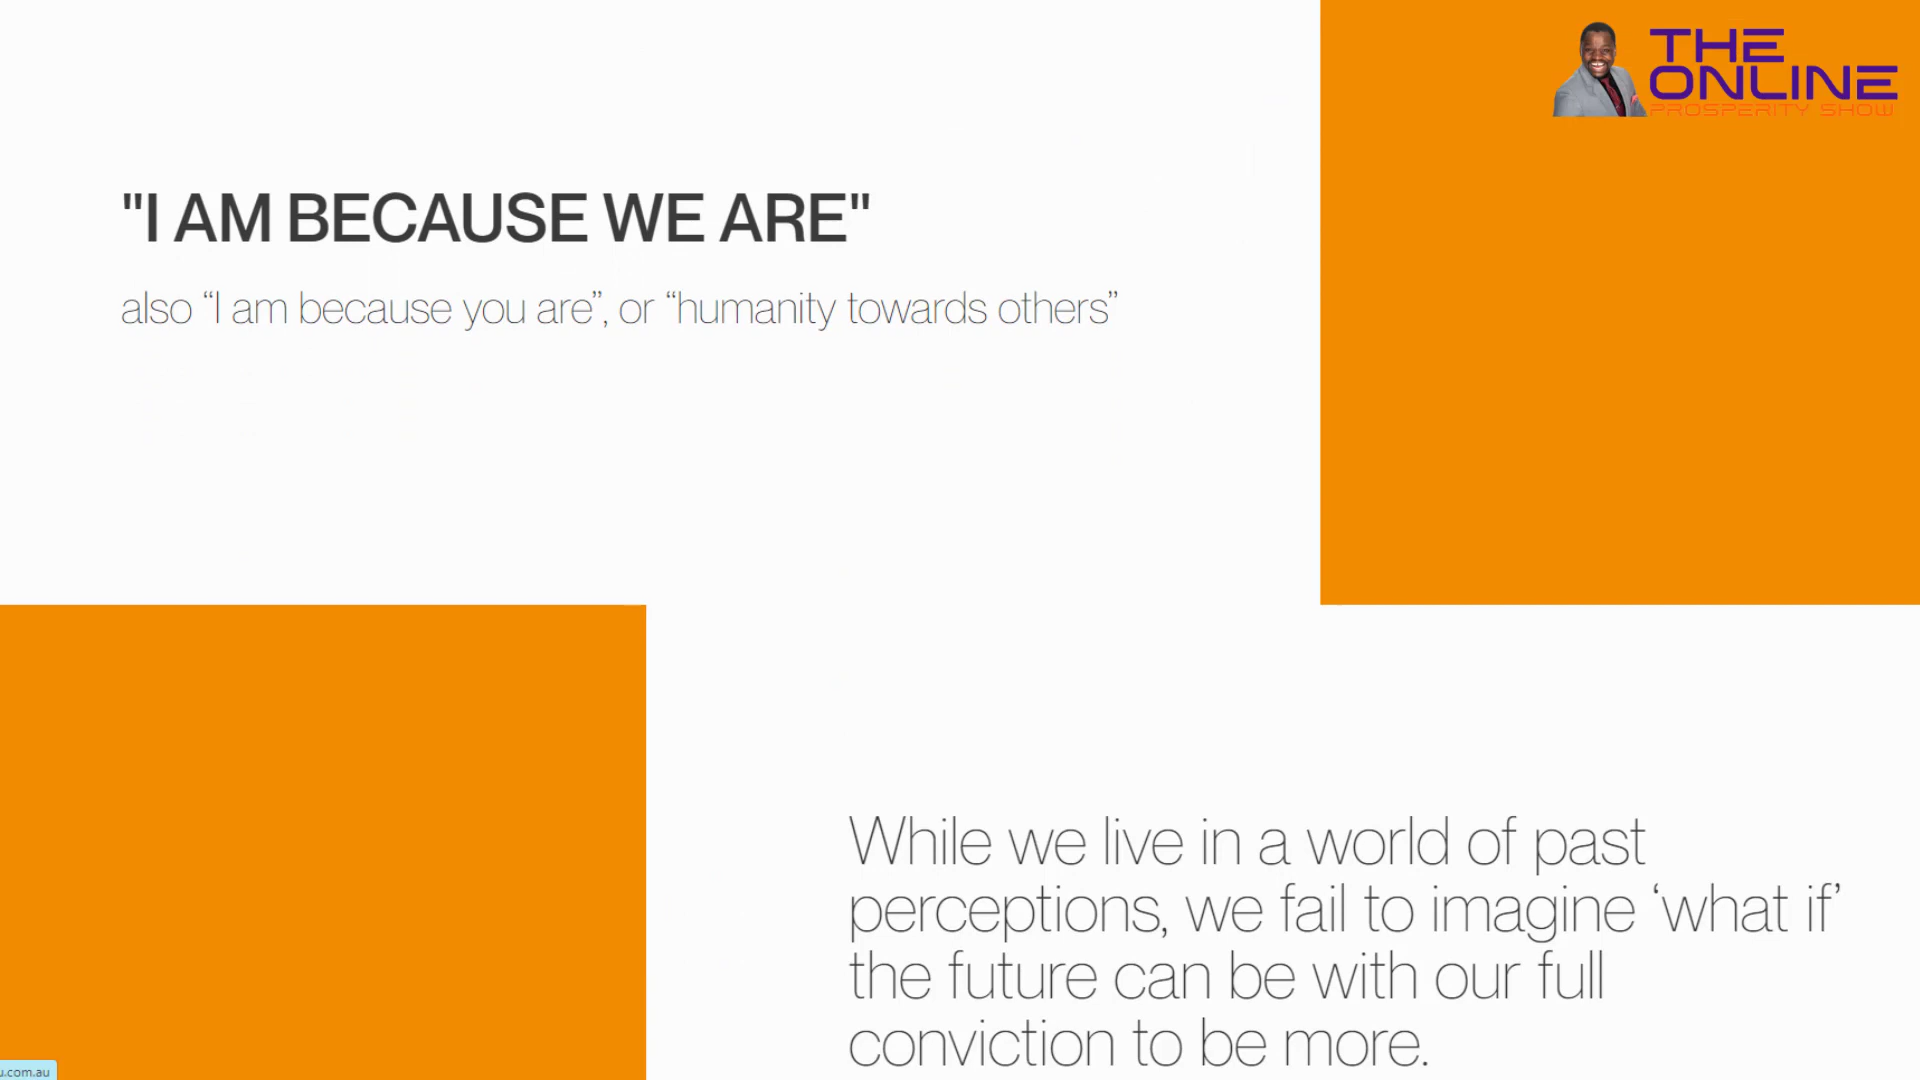 THE
ONLINE
PROSPERITY SHOW
"I AM BECAUSE WE ARE"
also “I am because you are”, or “humanity towards others”
While we live in a world of past
perceptions, we fail to imagine ‘what if’
the future can be with our full
conviction to be more.
u.com.au